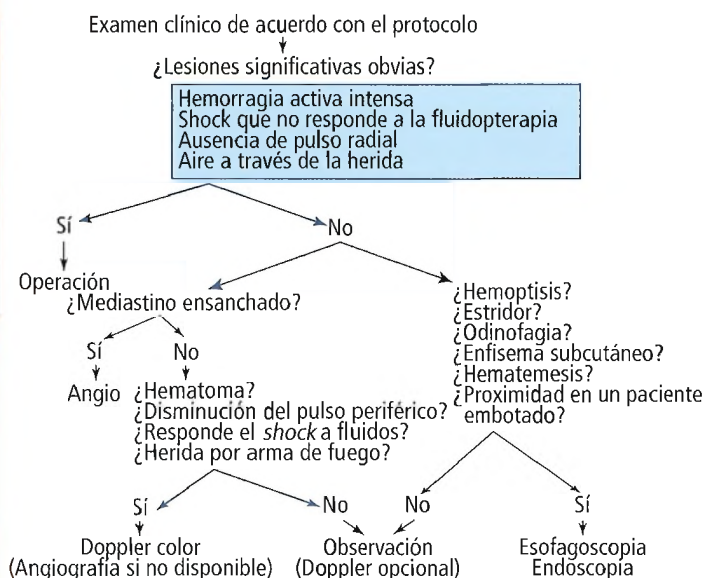 Examen clínico de acuerdo con el protocolo
¿Lesiones significativas obvias?
Hemorragia activa intensa
Shock que no responde a la fluidopterapia
Ausencia de pulso radial
Aire a través de la herida
Sí
No
Operación
¿Mediastino ensanchado?
Sí
No
Angio
¿Hematoma?
¿Disminución del pulso periférico?
¿Responde el shock a fluidos?
¿Herida por arma de fuego?
¿Hemoptisis?
¿Estridor?
¿Odinofagia?
¿Enfisema subcutáneo?
¿Hematemesis?
¿Proximidad en un paciente
embotado?
Sí
No
No
Sí
Doppler color
(Angiografía si no disponible)
Observación
(Doppler opcional)
Esofagoscopia
Endoscopia